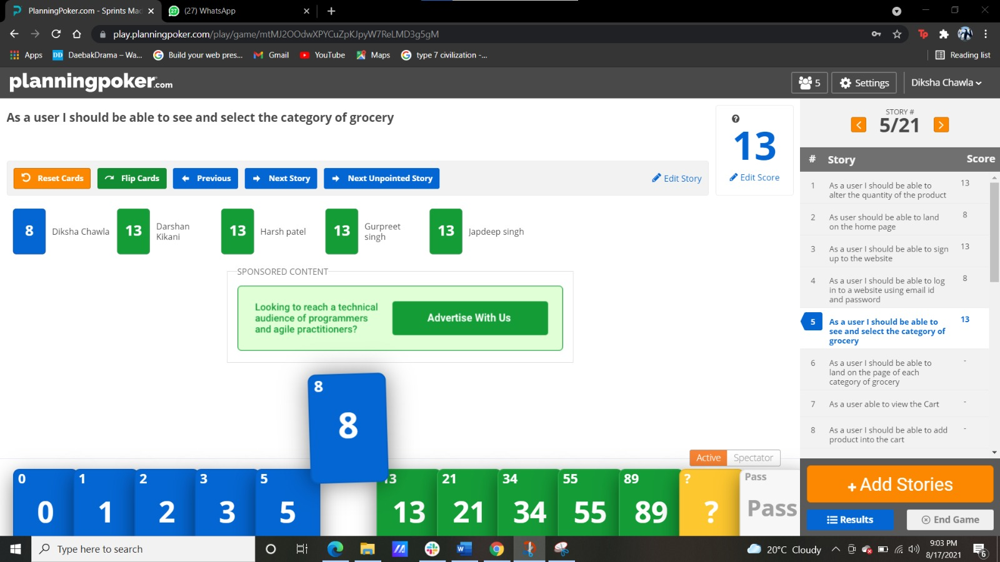 PlanningPoker.com - Sprints Mad
(27) WhatsApp
play.planningpoker.com/play/game/mtMJ2OOdwXPYCuZpKJpyW7ReLMD3g5gM
Tp
Apps
DD DaebakDrama – Wa...
Build your web pres...
Gmail
YouTube
Maps
type 7 civilization -...
Reading list
planningpoker.com
5
Settings
Diksha Chawla
As a user I should be able to see and select the category of grocery
?
13
Edit Score
Reset Cards
Flip Cards
Previous
Next Story
Next Unpointed Story
Edit Story
8 Diksha Chawla
13 Darshan
Kikani
13 Harsh patel
13 Gurpreet
singh
13 Japdeep singh
SPONSORED CONTENT
Looking to reach a technical
audience of programmers
and agile practitioners?
Advertise With Us
STORY #
5/21
# Story Score
1 As a user I should be able to 13
alter the quantity of the product
2 As user should be able to land 8
on the home page
3 As a user I should be able to sign 13
up to the website
4 As a user I should be able to log 8
in to a website using email id
and password
5 As a user I should be able to 13
see and select the category of
grocery
6 As a user I should be able to -
land on the page of each
category of grocery
7 As a user able to view the Cart -
8 As a user I should be able to add -
product into the cart
8
8
Active Spectator
0 1 2 3 5 13 21 34 55 89 ? Pass
0 1 2 3 5 13 21 34 55 89 ? Pass
+ Add Stories
Results
End Game
Type here to search
20°C Cloudy
9:03 PM
8/17/2021
6